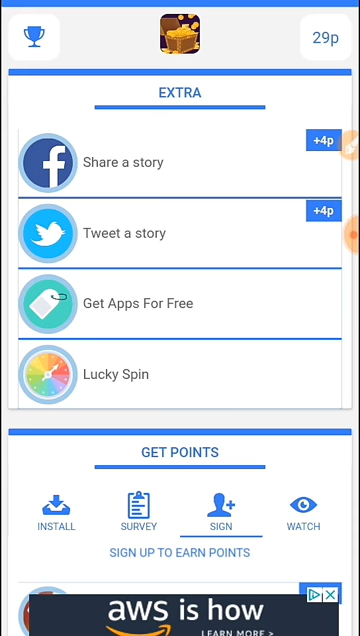 29p
EXTRA
+4p
Share a story
+4p
Tweet a story
Get Apps For Free
Lucky Spin
GET POINTS
INSTALL
SURVEY
SIGN
WATCH
SIGN UP TO EARN POINTS
aws is how
LEARN MORE >